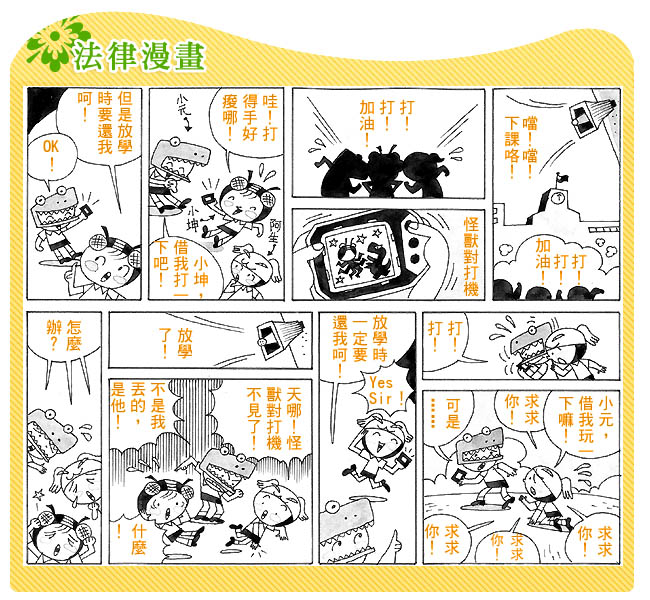 法律漫畫
噹！噹！
下課咯！
打！打！
加油！
打！
打！
加油！
怪獸對打機
哇！打
得手好
痠哪！
小元
小坤
阿生
小坤，
借我打一
下吧！
但是放學
時要還我
呵！
OK
！
打！
打！
小元，
借我玩一
下嘛！
求求
你！
可是
……
求求
你！
求求
你！
求求
你！
放學時
一定要
還我呵！
Yes
Sir！
放學
了！
天哪！怪
獸對打機
不見了！
不是我
丟的，
是他！
什麼
！
怎麼
辦？